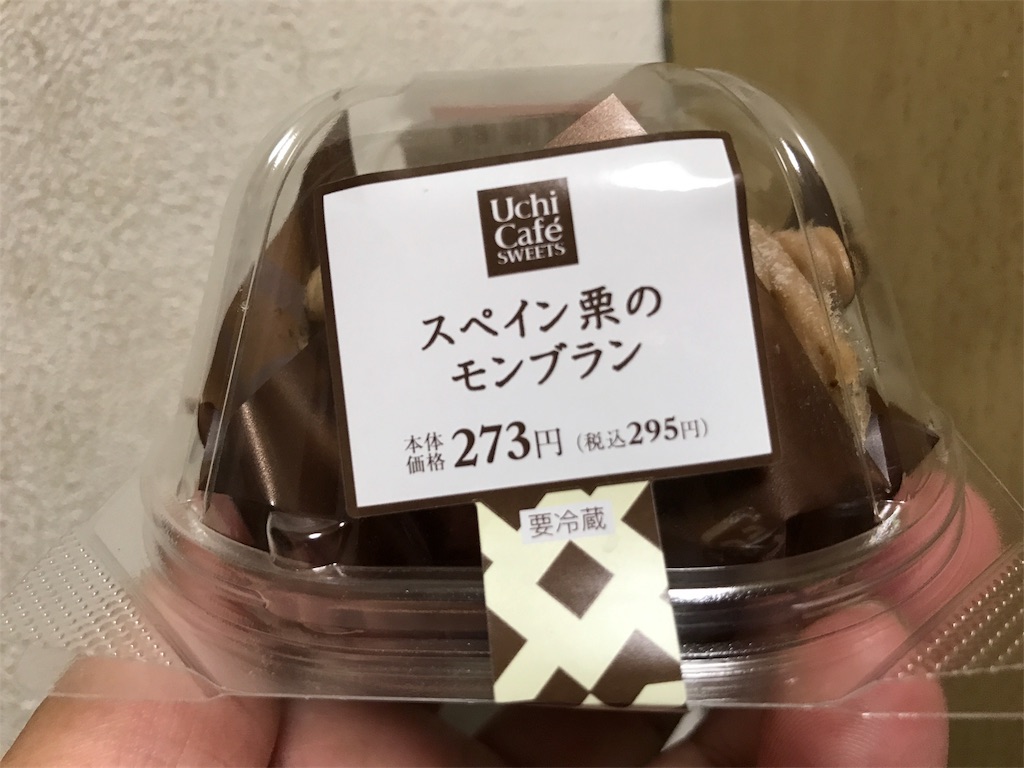 Uchi
Café
SWEETS
スペイン栗の
モンブラン
本体
価格 273円 (税込295円)
要冷蔵